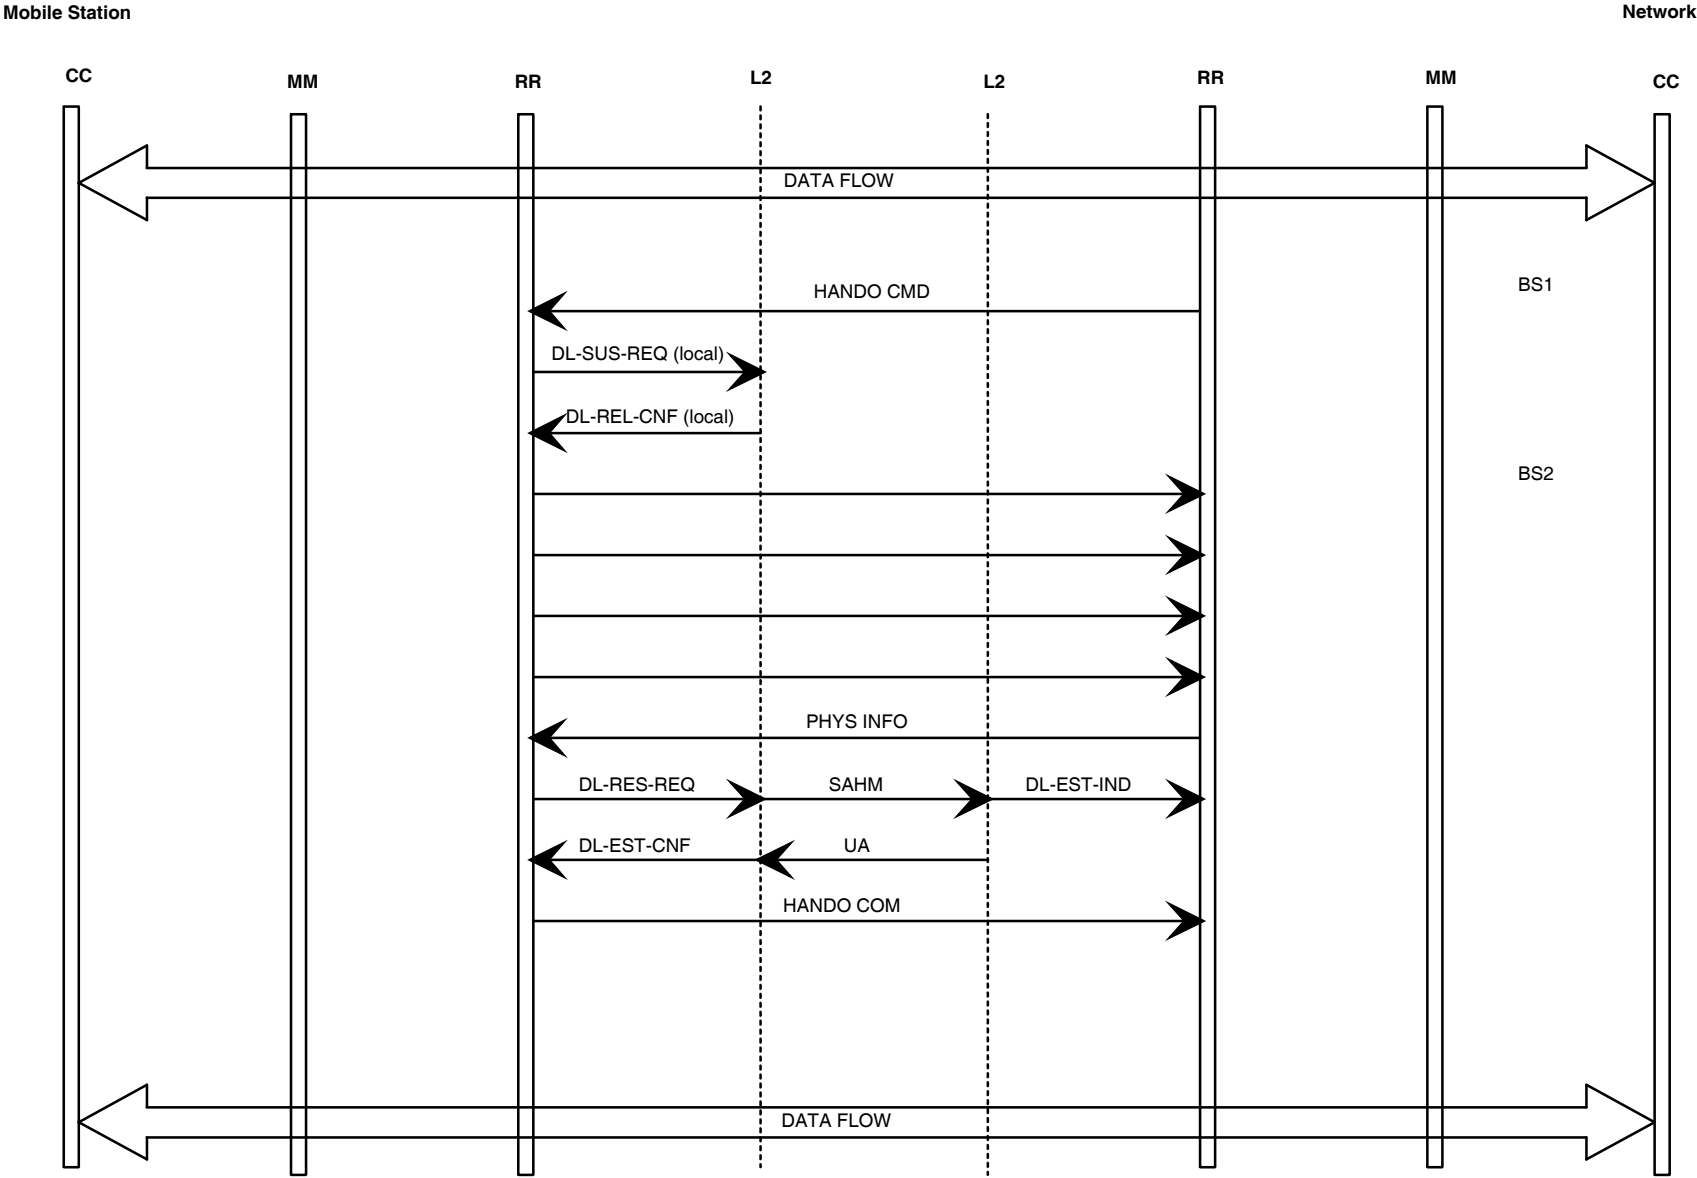 Mobile Station
Network
CC
MM
RR
L2
L2
RR
MM
CC
DATA FLOW
BS1
HANDO CMD
DL-SUS-REQ (local)
DL-REL-CNF (local)
BS2
PHYS INFO
DL-RES-REQ
SAHM
DL-EST-IND
DL-EST-CNF
UA
HANDO COM
DATA FLOW